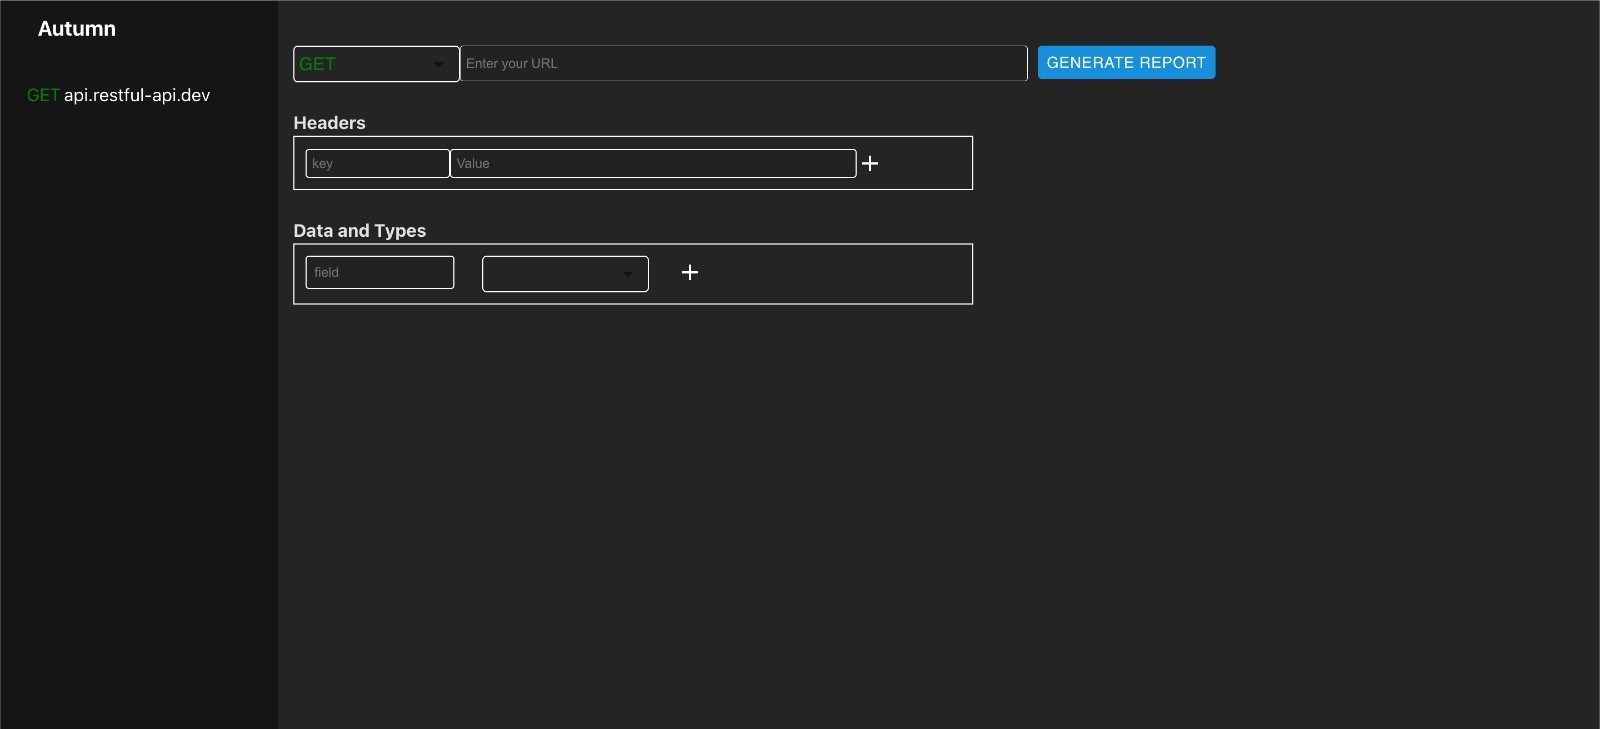 Autumn
GET api.restful-api.dev
GET
Enter your URL
GENERATE REPORT
Headers
key
Value
Data and Types
field